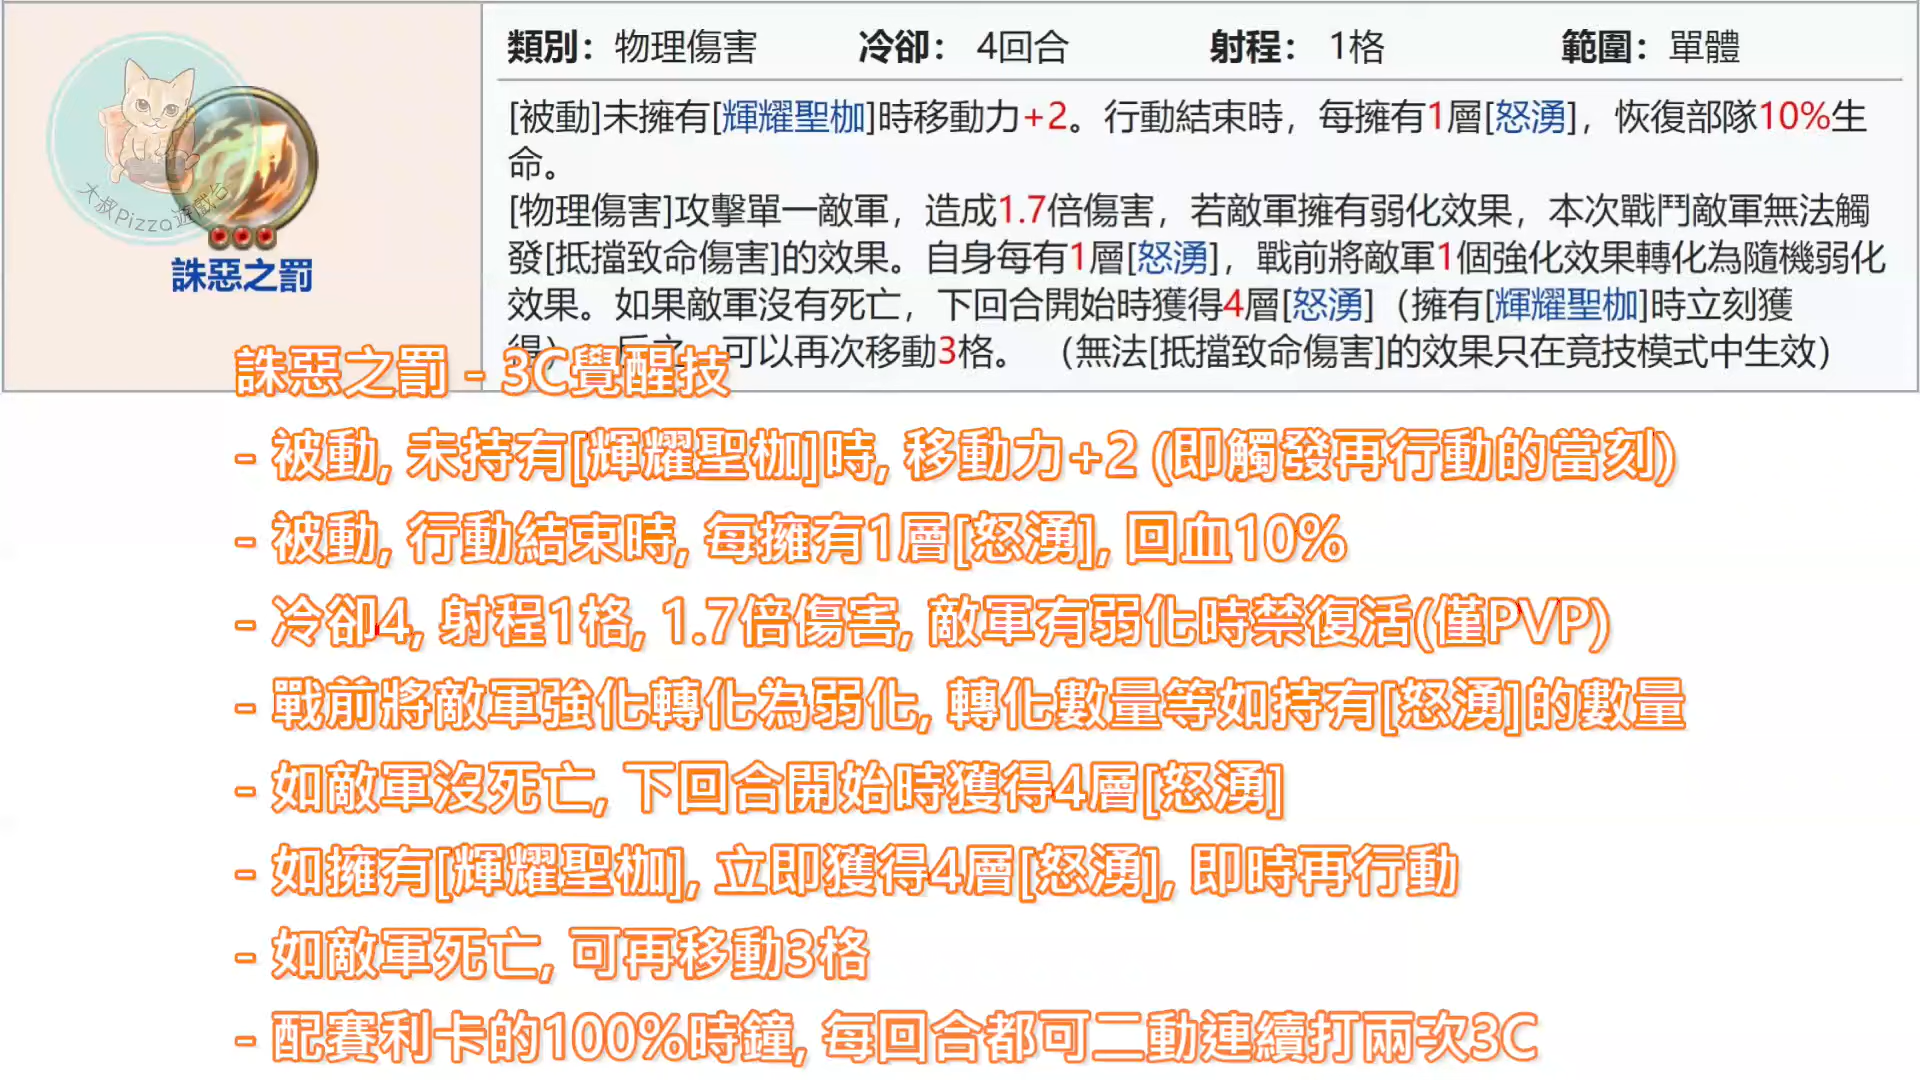 類別：物理傷害 冷卻：4回合 射程：1格 範圍：單體
[被動]未擁有[輝耀聖枷]時移動力+2。行動結束時，每擁有1層[怒湧]，恢復部隊10%生
命。
[物理傷害]攻擊單一敵軍，造成1.7倍傷害，若敵軍擁有弱化效果，本次戰鬥敵軍無法觸
發[抵擋致命傷害]的效果。自身每有1層[怒湧]，戰前將敵軍1個強化效果轉化為隨機弱化
效果。如果敵軍沒有死亡，下回合開始時獲得4層[怒湧]（擁有[輝耀聖枷]時立刻獲
得） 可以再次移動3格。（無法[抵擋致命傷害]的效果只在竟技模式中生效）
大叔Pizza遊戲台
誅惡之罰
誅惡之罰 - 3C覺醒技
- 被動, 未持有[輝耀聖枷]時, 移動力+2 (即觸發再行動的當刻)
- 被動, 行動結束時, 每擁有1層[怒湧], 回血10%
- 冷卻4, 射程1格, 1.7倍傷害, 敵軍有弱化時禁復活(僅PVP)
- 戰前將敵軍強化轉化為弱化, 轉化數量等如持有[怒湧]的數量
- 如敵軍沒死亡, 下回合開始時獲得4層[怒湧]
- 如擁有[輝耀聖枷], 立即獲得4層[怒湧], 即時再行動
- 如敵軍死亡, 可再移動3格
- 配賽利卡的100%時鐘, 每回合都可二動連續打兩次3C